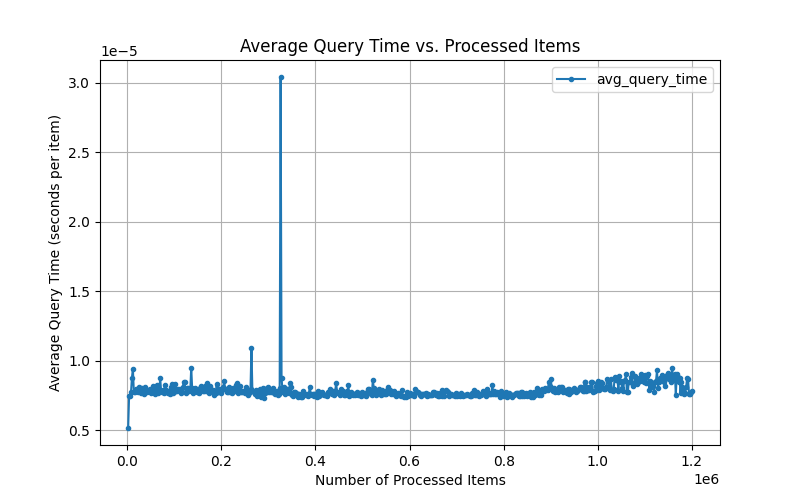 Average Query Time vs. Processed Items
1e−5
avg_query_time
3.0
2.5
2.0
1.5
1.0
0.5
Average Query Time (seconds per item)
0.0 0.2 0.4 0.6 0.8 1.0 1.2
1e6
Number of Processed Items